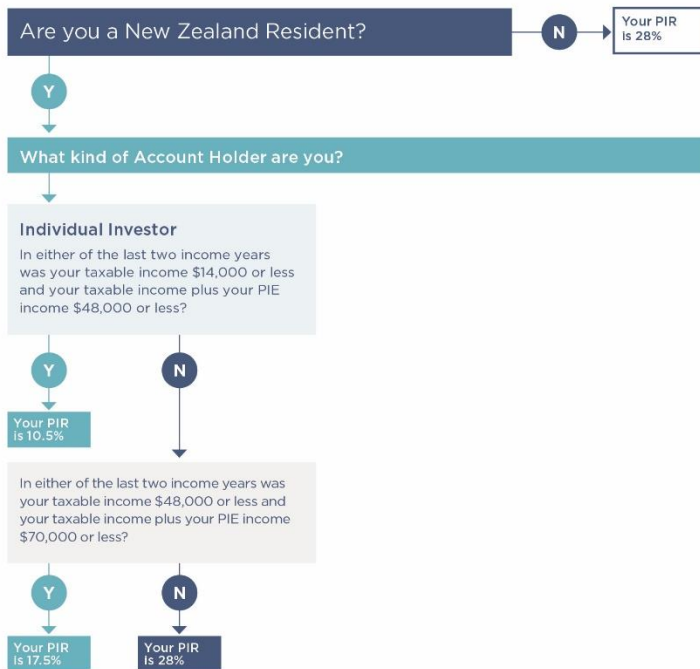 Are you a New Zealand Resident?
N
Your PIR
is 28%
Y
What kind of Account Holder are you?
Individual Investor
In either of the last two income years
was your taxable income $14,000 or less
and your taxable income plus your PIE
income $48,000 or less?
Y
N
Your PIR
is 10.5%
In either of the last two income years was
your taxable income $48,000 or less and
your taxable income plus your PIE income
$70,000 or less?
Y
N
Your PIR
is 17.5%
Your PIR
is 28%